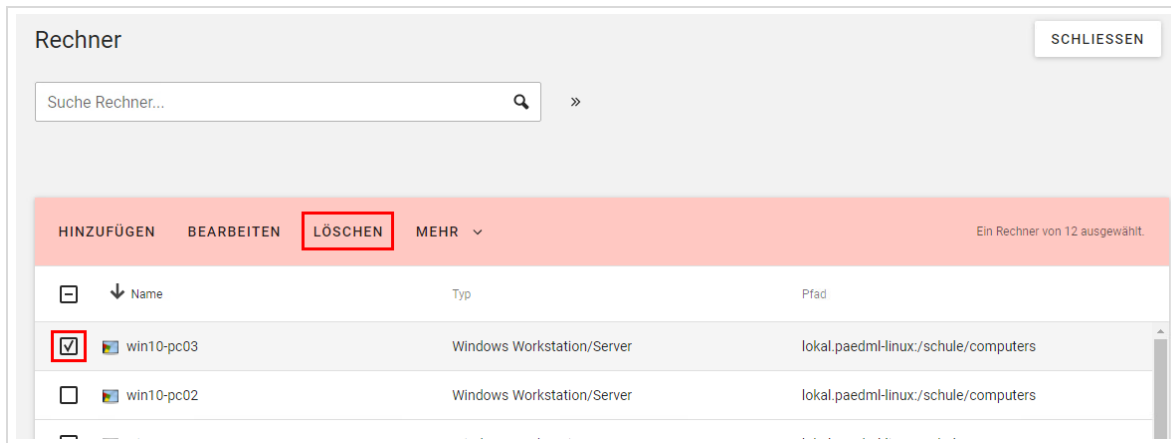 Rechner
SCHLIESSEN
Suche Rechner...
HINZUFÜGEN BEARBEITEN LÖSCHEN MEHR Ein Rechner von 12 ausgewählt.
Name Typ Pfad
win10-pc03 Windows Workstation/Server lokal.paedml-linux:/schule/computers
win10-pc02 Windows Workstation/Server lokal.paedml-linux:/schule/computers